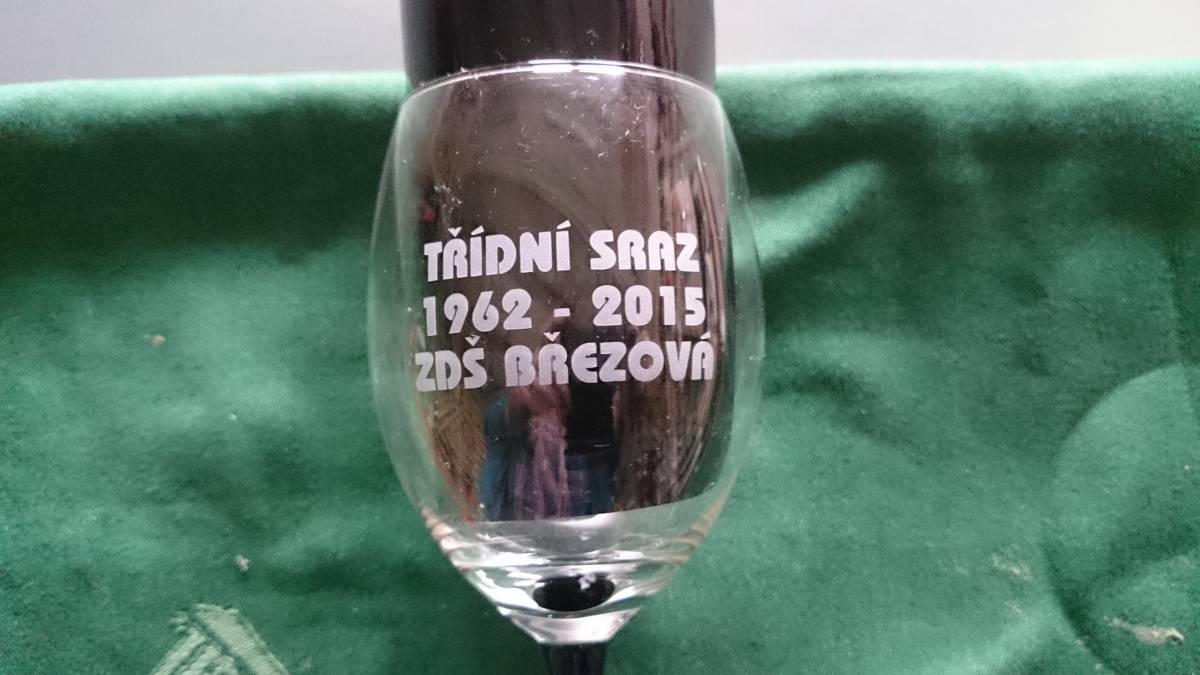 TŘÍDNÍ SRAZ
1962 - 2015
ZDŠ BŘEZOVÁ